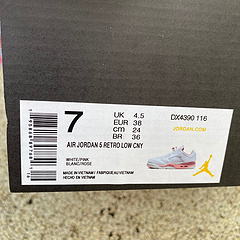 7
UK 4.5
EUR 38
cm 24
BR 36
DX4390 116
JORDAN.COM
AIR JORDAN 5 RETRO LOW CNY
WHITE/PINK
BLANC/ROSE
MADE IN VIETNAM / FABRIQUÉ AU VIETNAM
HECHO EN VIETNAM